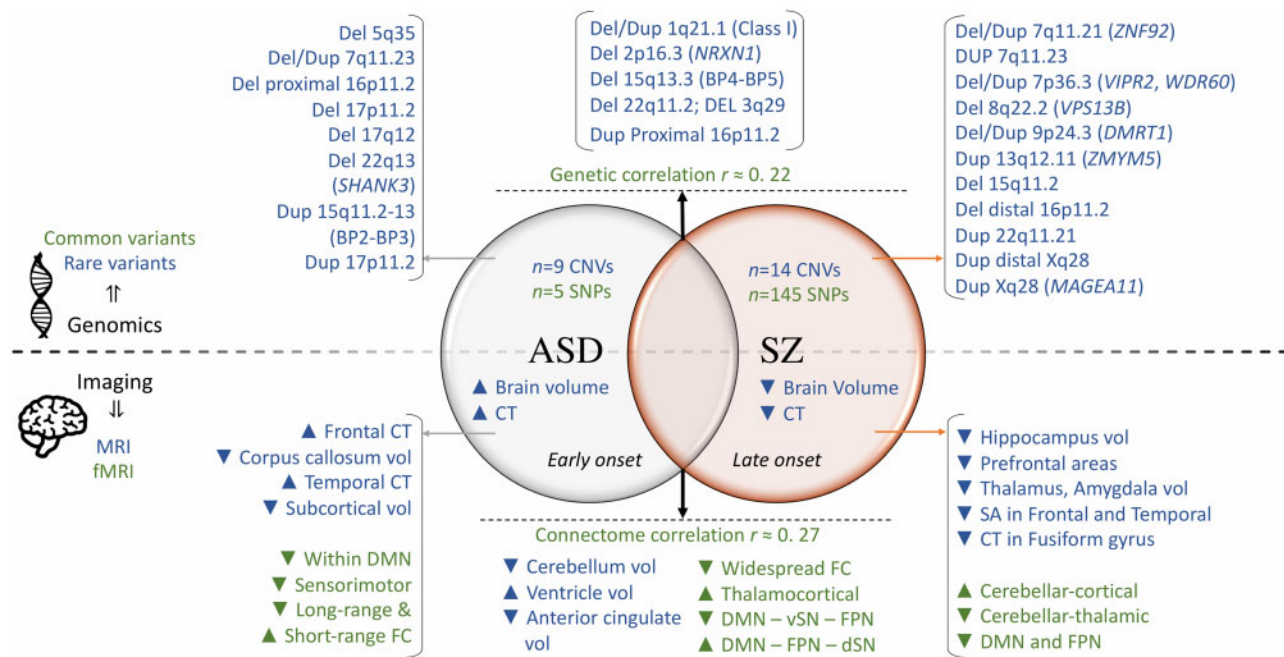 Del 5q35
Del/Dup 7q11.23
Del proximal 16p11.2
Del 17p11.2
Del 17q12
Del 22q13
(SHANK3)
Dup 15q11.2-13
(BP2-BP3)
Dup 17p11.2
Del/Dup 1q21.1 (Class I)
Del 2p16.3 (NRXN1)
Del 15q13.3 (BP4-BP5)
Del 22q11.2; DEL 3q29
Dup Proximal 16p11.2
Del/Dup 7q11.21 (ZNF92)
DUP 7q11.23
Del/Dup 7p36.3 (VIPR2, WDR60)
Del 8q22.2 (VPS13B)
Del/Dup 9p24.3 (DMRT1)
Dup 13q12.11 (ZMYM5)
Del 15q11.2
Del distal 16p11.2
Dup 22q11.21
Dup distal Xq28
Dup Xq28 (MAGEA11)
Genetic correlation r ≈ 0. 22
Common variants
Rare variants
⇑
Genomics
n=9 CNVs
n=5 SNPs
ASD
▲ Brain volume
▲ CT
Early onset
n=14 CNVs
n=145 SNPs
SZ
▼ Brain Volume
▼ CT
Late onset
Imaging
⇓
MRI
fMRI
▲ Frontal CT
▼ Corpus callosum vol
▲ Temporal CT
▼ Subcortical vol
▼ Within DMN
▼ Sensorimotor
▼ Long-range &
▲ Short-range FC
Connectome correlation r ≈ 0. 27
▼ Cerebellum vol
▲ Ventricle vol
▼ Anterior cingulate
vol
▼ Widespread FC
▲ Thalamocortical
▼ DMN – vSN – FPN
▲ DMN – FPN – dSN
▼ Hippocampus vol
▼ Prefrontal areas
▼ Thalamus, Amygdala vol
▼ SA in Frontal and Temporal
▼ CT in Fusiform gyrus
▲ Cerebellar-cortical
▼ Cerebellar-thalamic
▼ DMN and FPN